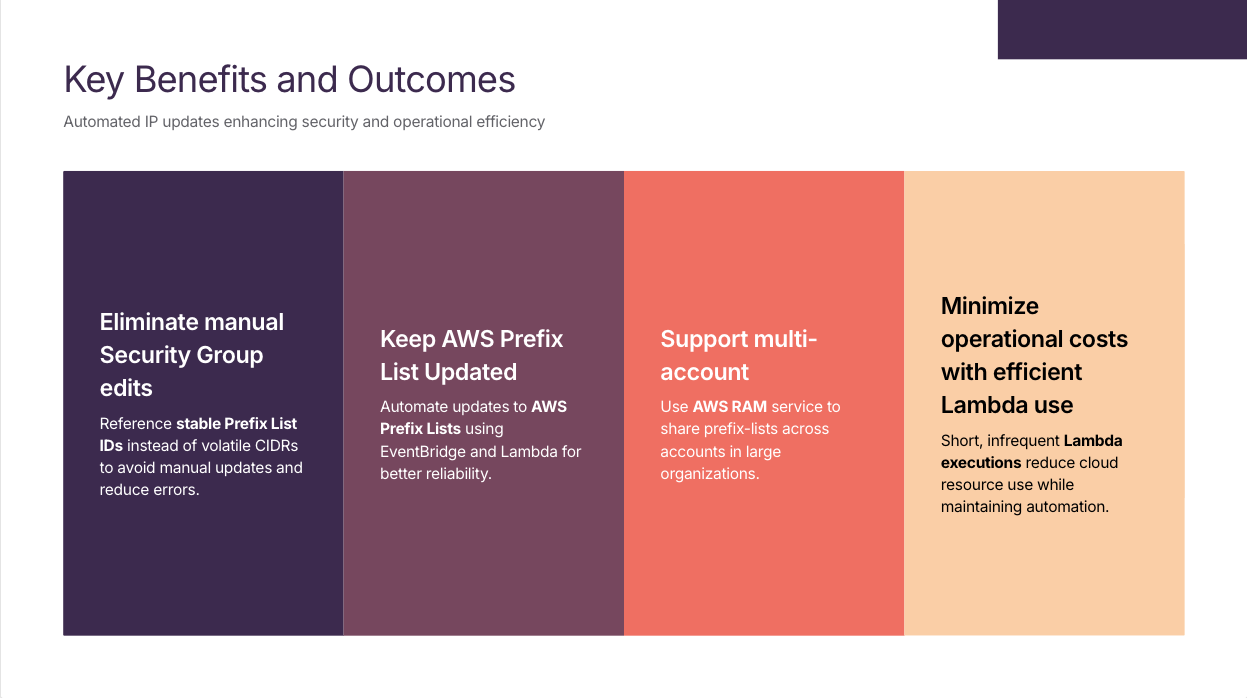 Key Benefits and Outcomes
Automated IP updates enhancing security and operational efficiency
Eliminate manual
Security Group
edits
Reference stable Prefix List
IDs instead of volatile CIDRs
to avoid manual updates and
reduce errors.
Keep AWS Prefix
List Updated
Automate updates to AWS
Prefix Lists using
EventBridge and Lambda for
better reliability.
Support multi-
account
Use AWS RAM service to
share prefix-lists across
accounts in large
organizations.
Minimize
operational costs
with efficient
Lambda use
Short, infrequent Lambda
executions reduce cloud
resource use while
maintaining automation.